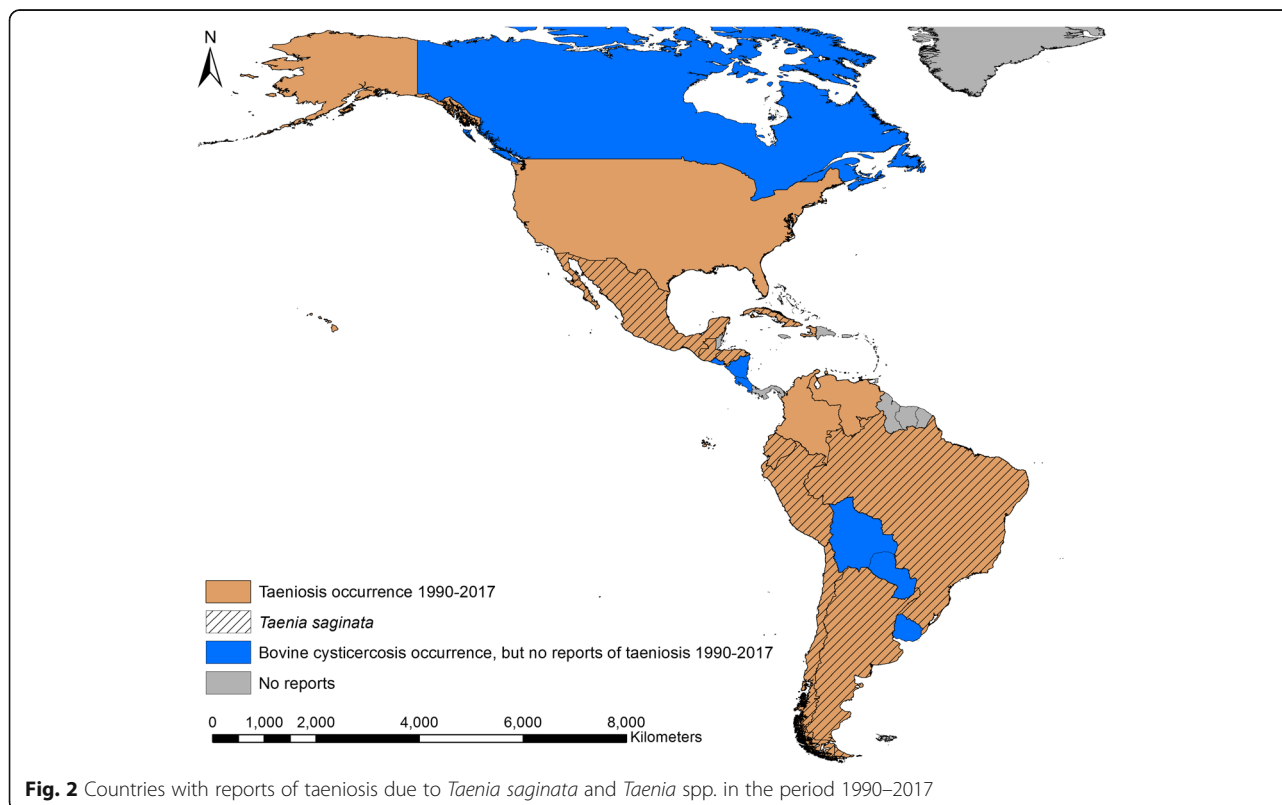 N
Taeniosis occurrence 1990-2017
Taenia saginata
Bovine cysticercosis occurrence, but no reports of taeniosis 1990-2017
No reports
0 1,000 2,000 4,000 6,000 8,000
Kilometers
Fig. 2 Countries with reports of taeniosis due to Taenia saginata and Taenia spp. in the period 1990–2017